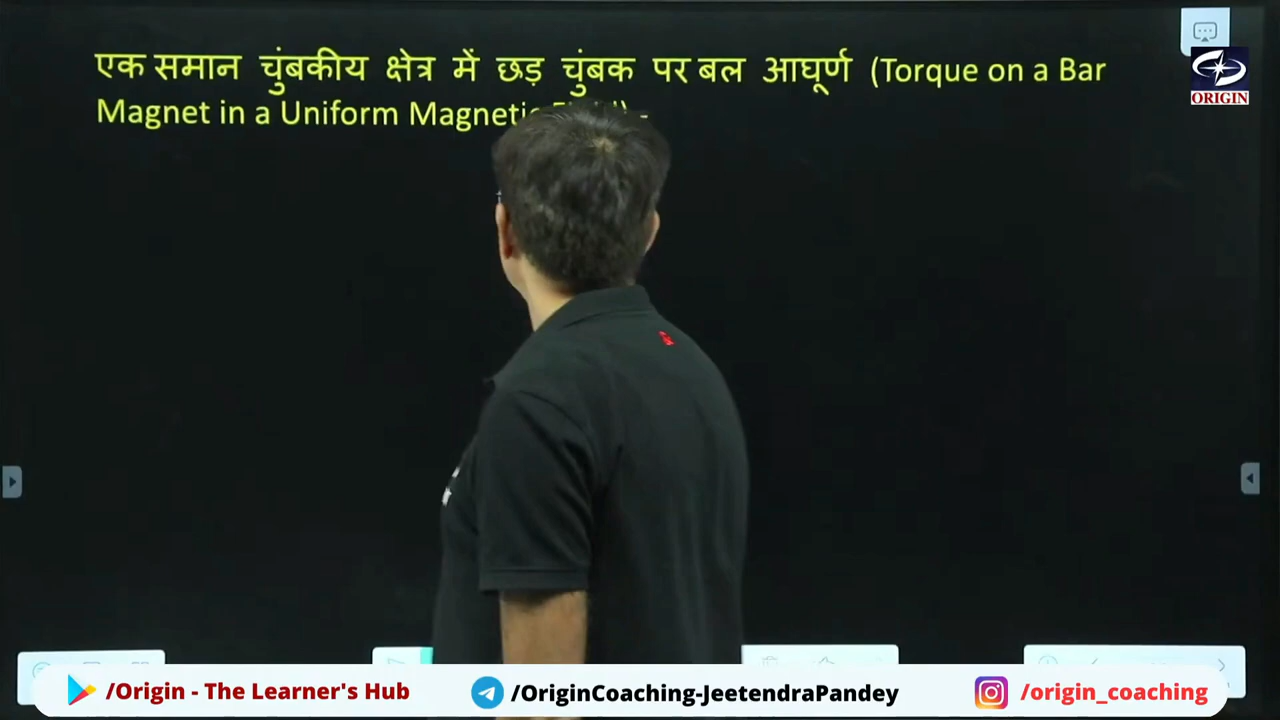 एक समान चुंबकीय क्षेत्र में छड़ चुंबक पर बल आघूर्ण (Torque on a Bar
Magnet in a Uniform Magnetic
ORIGIN
/Origin - The Learner's Hub
/OriginCoaching-JeetendraPandey
/origin_coaching